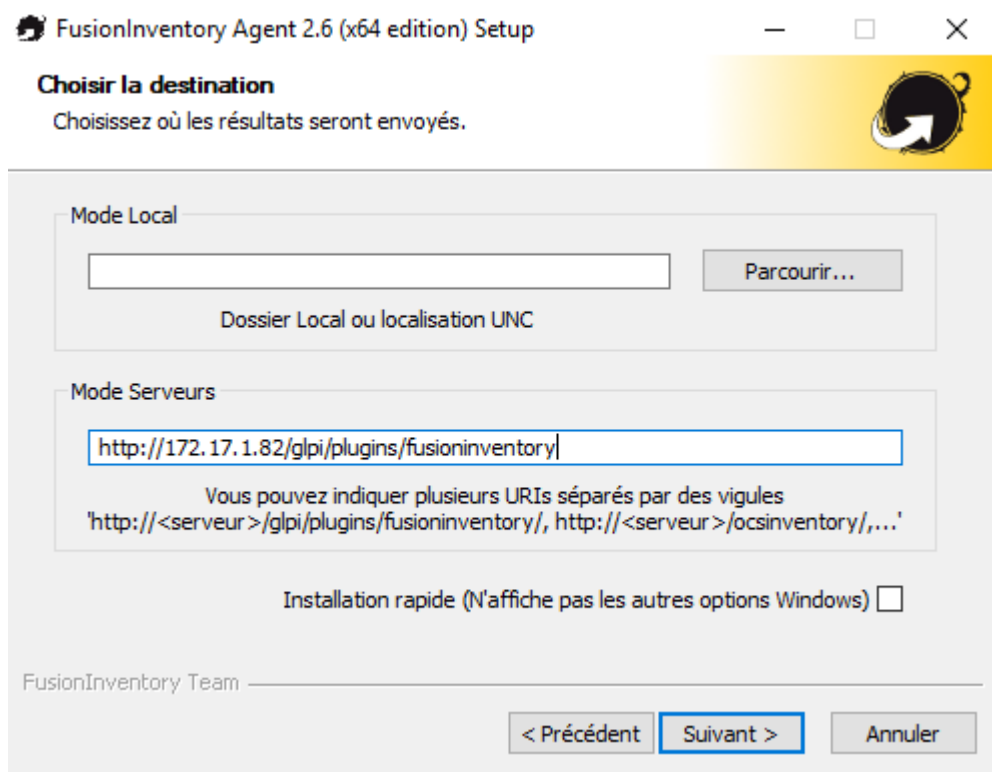 FusionInventory Agent 2.6 (x64 edition) Setup
Choisir la destination
Choisissez où les résultats seront envoyés.
Mode Local
Parcourir...
Dossier Local ou localisation UNC
Mode Serveurs
http://172.17.1.82/glpi/plugins/fusioninventory
Vous pouvez indiquer plusieurs URIs séparés par des vigules
'http://<serveur>/glpi/plugins/fusioninventory/, http://<serveur>/ocsinventory/,...'
Installation rapide (N'affiche pas les autres options Windows)
FusionInventory Team
< Précédent Suivant > Annuler